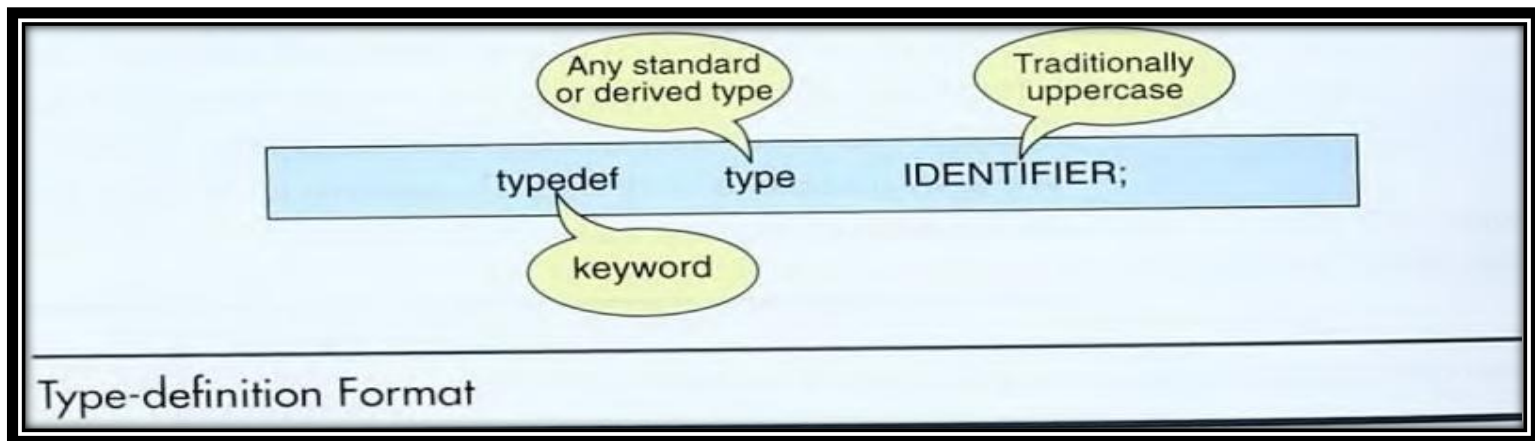 Any standard
or derived type
Traditionally
uppercase
typedef type IDENTIFIER;
keyword
Type-definition Format